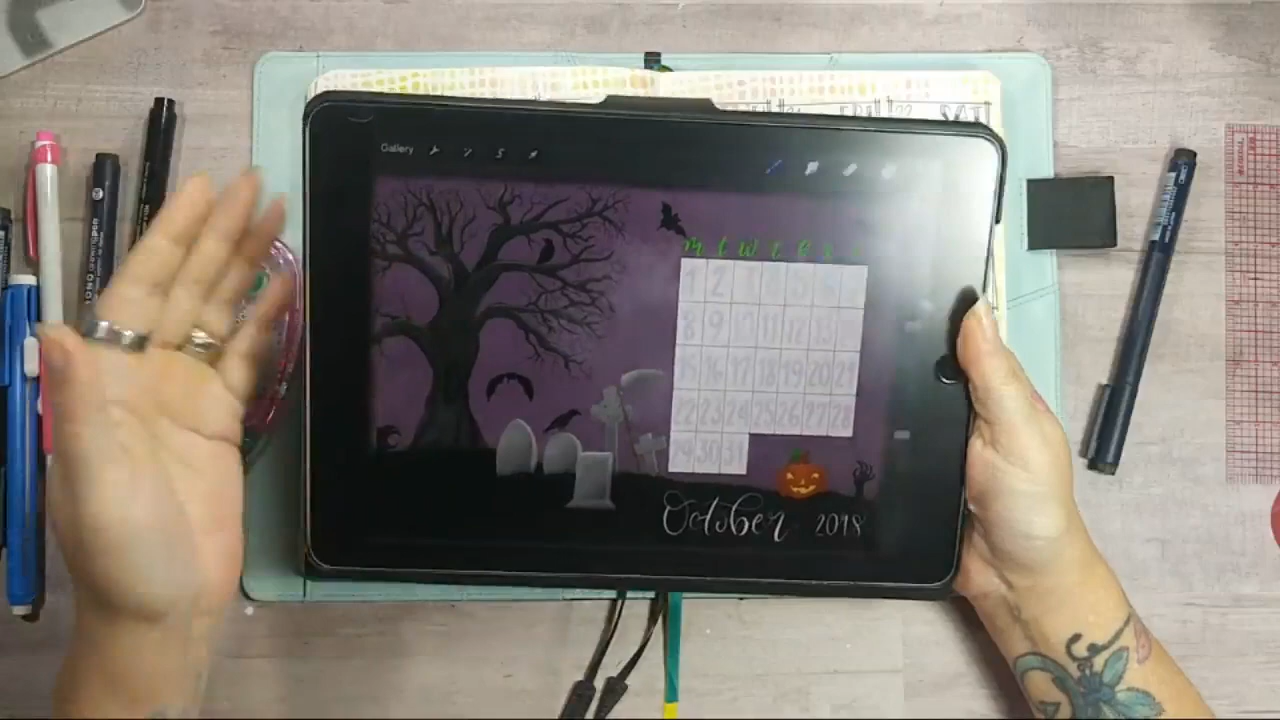 Gallery
M T W T F S S
1 2 3 4 5 6 7
8 9 10 11 12 13 14
15 16 17 18 19 20 21
22 23 24 25 26 27 28
29 30 31
October 2018